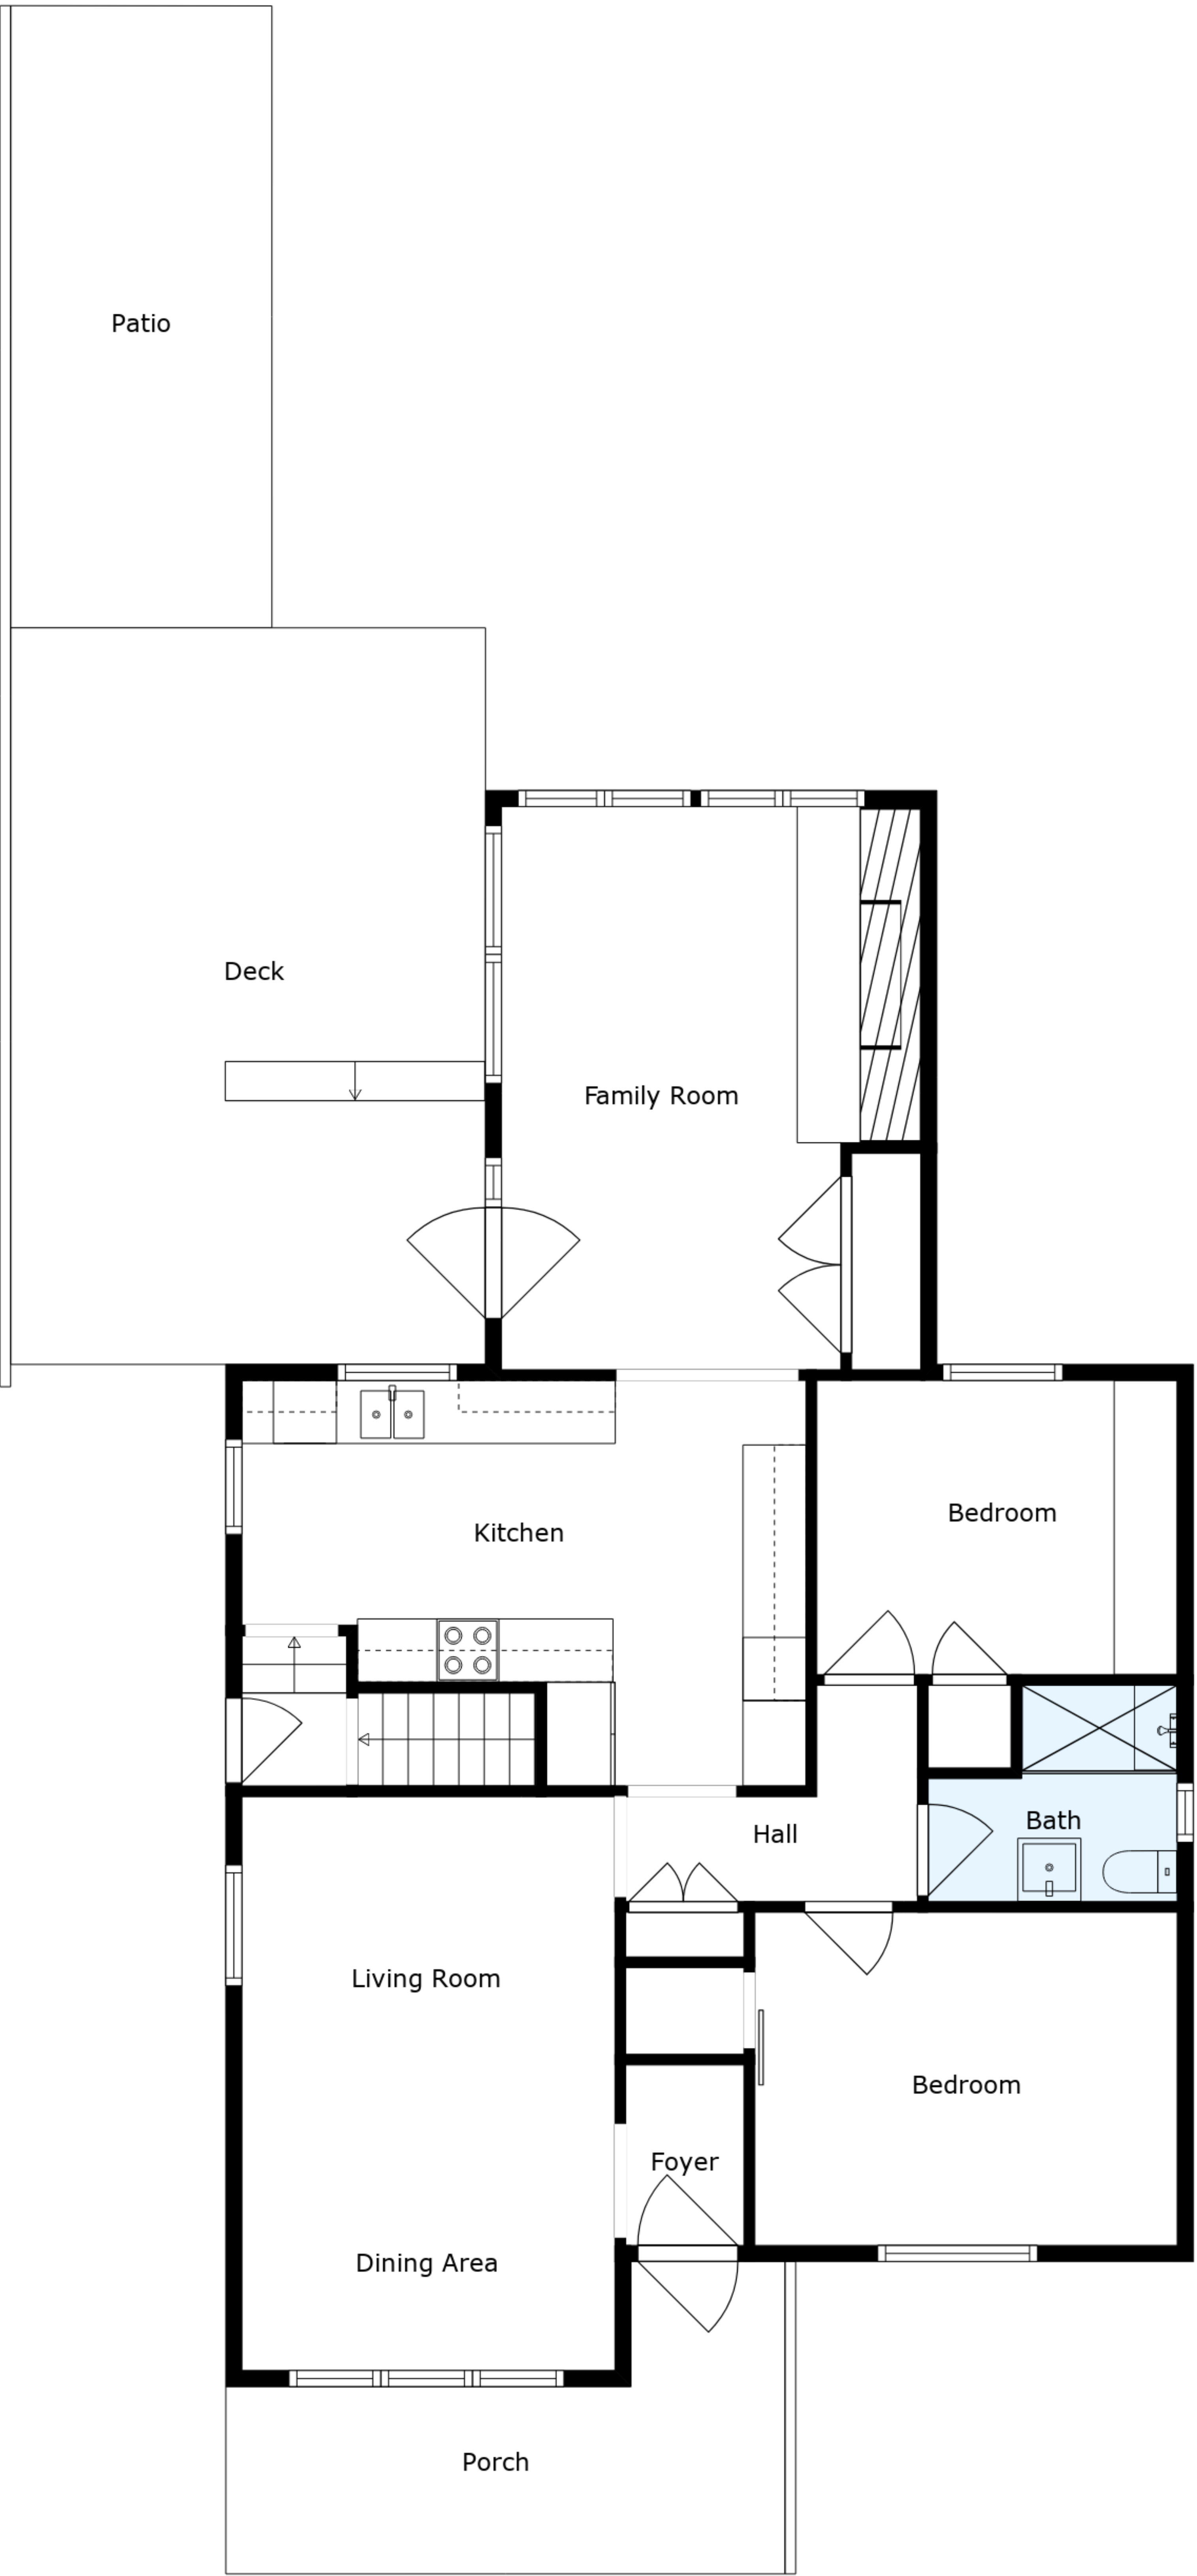 Patio
Deck
Family Room
Bedroom
Kitchen
Bath
Hall
Living Room
Bedroom
Foyer
Dining Area
Porch